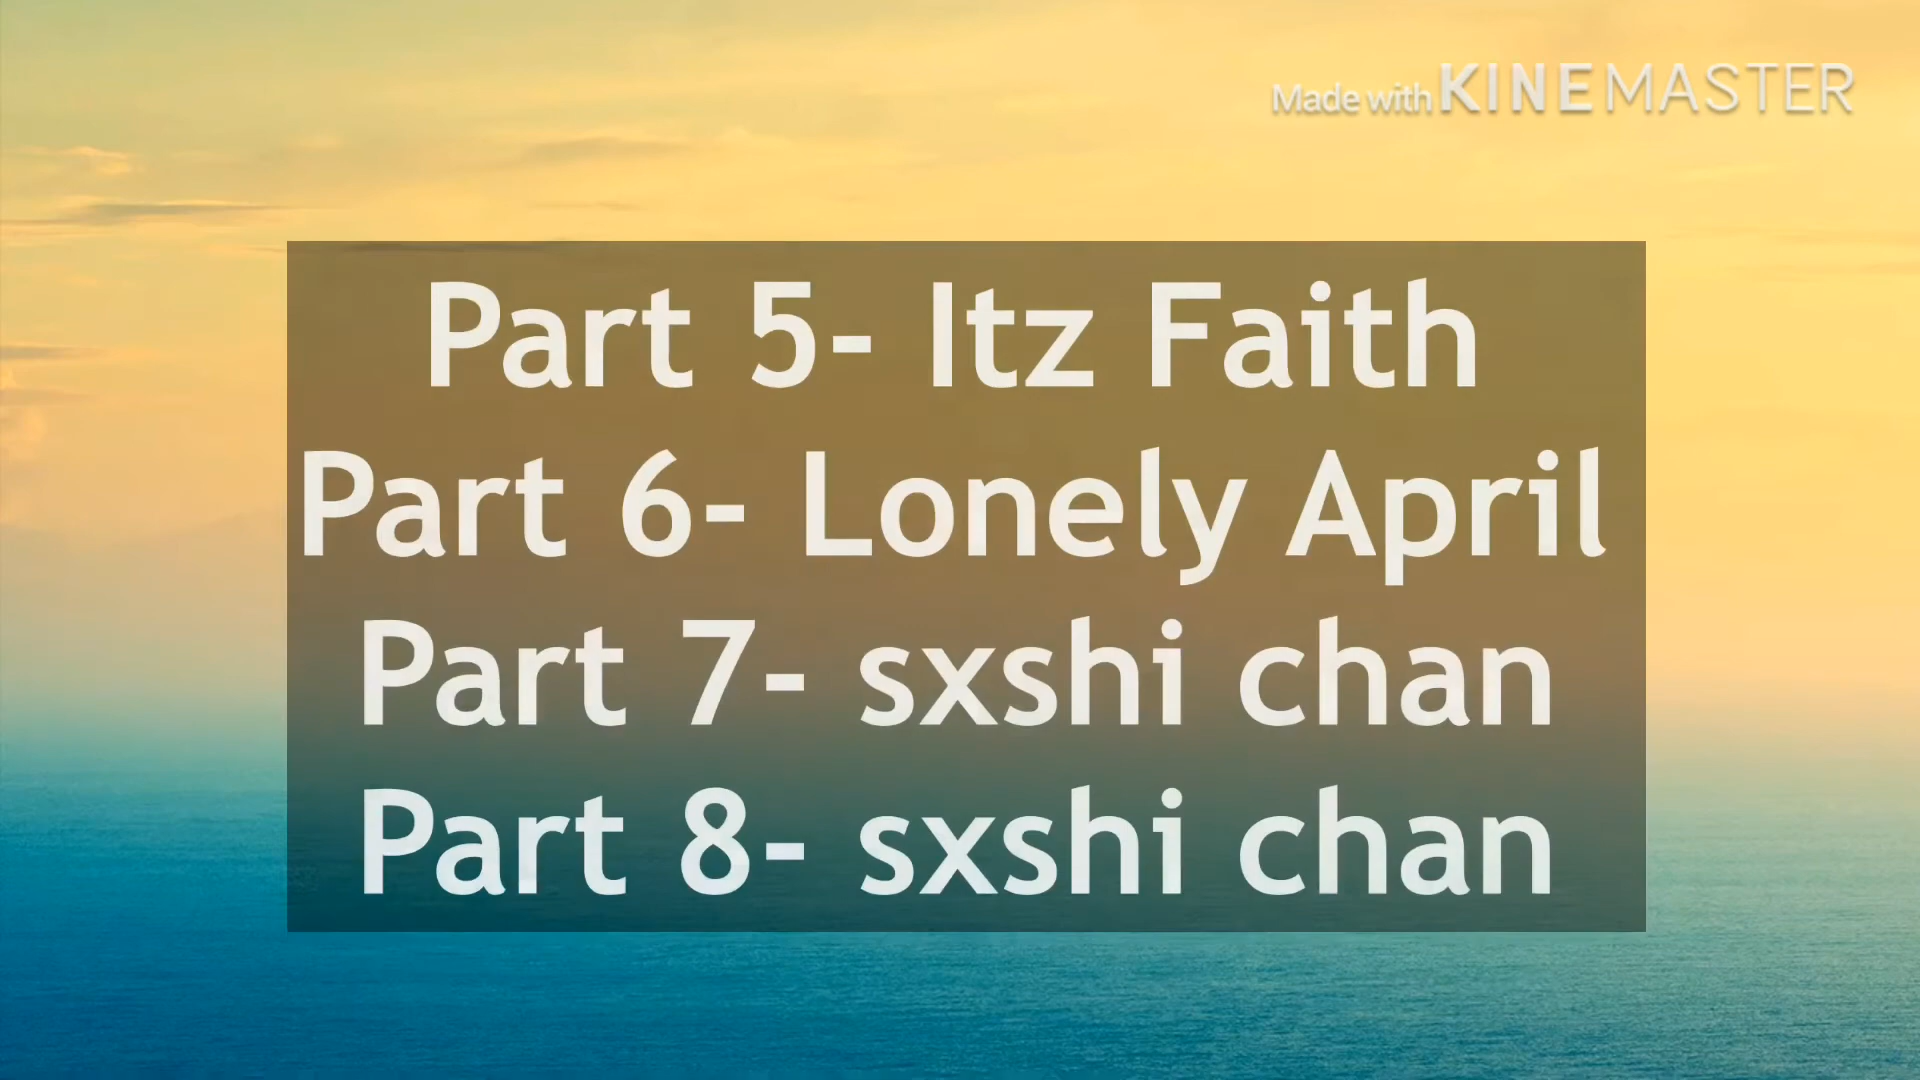 Made with KINEMASTER
Part 5- Itz Faith
Part 6- Lonely April
Part 7- sxshi chan
Part 8- sxshi chan